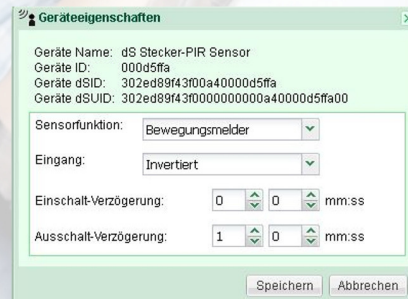 Geräteeigenschaften
Geräte Name: dS Stecker-PIR Sensor
Geräte ID: 000d5ffa
Geräte dSID: 302ed89f43f00a40000d5ffa
Geräte dSUID: 302ed89f43f0000000000a40000d5ffa00
Sensorfunktion: Bewegungsmelder
Eingang: Invertiert
Einschalt-Verzögerung: 0 0 mm:ss
Ausschalt-Verzögerung: 1 0 mm:ss
Speichern Abbrechen